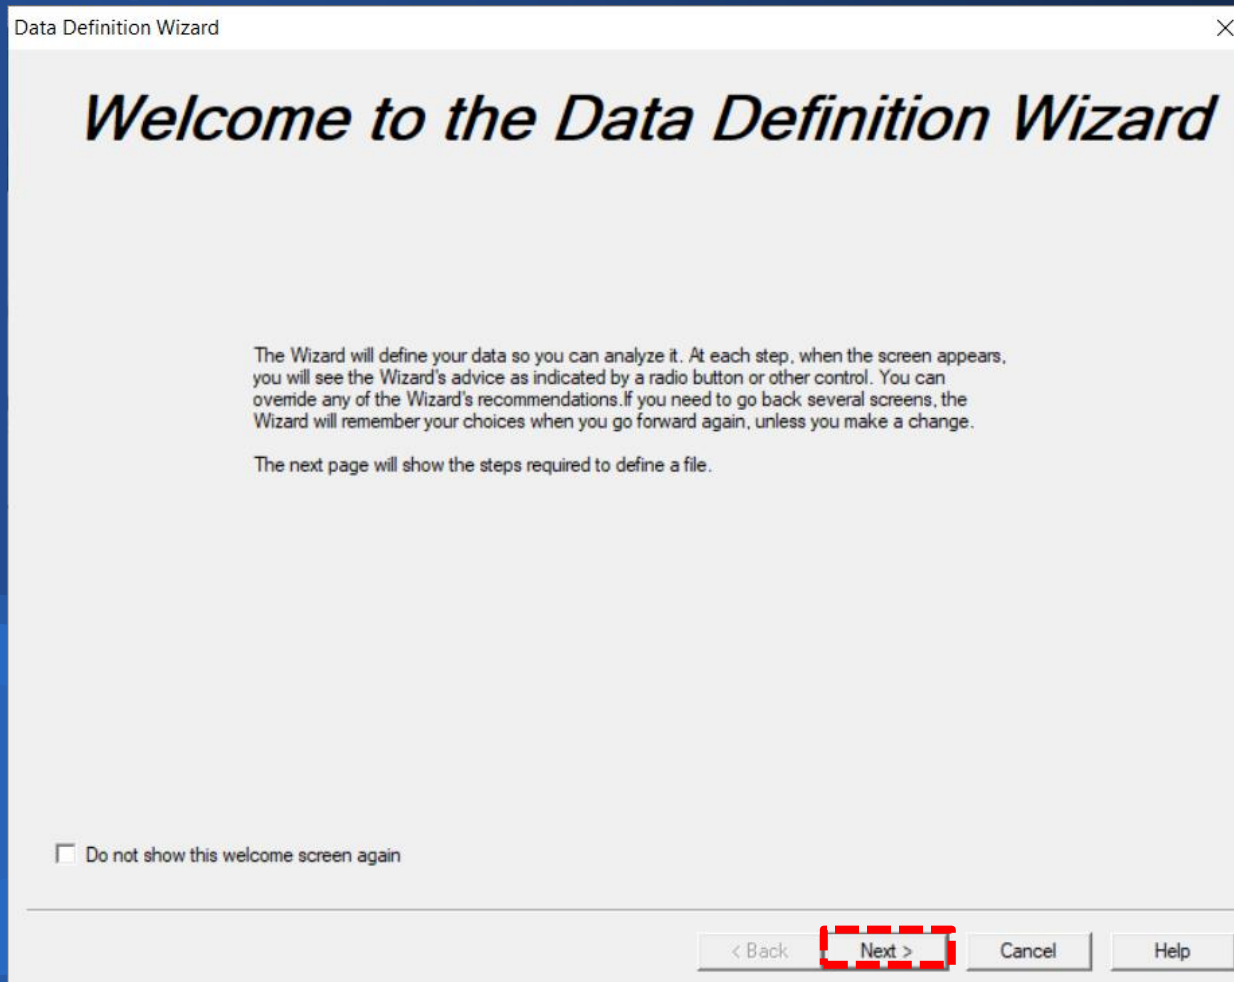 Data Definition Wizard
Welcome to the Data Definition Wizard
The Wizard will define your data so you can analyze it. At each step, when the screen appears,
you will see the Wizard's advice as indicated by a radio button or other control. You can
override any of the Wizard's recommendations.If you need to go back several screens, the
Wizard will remember your choices when you go forward again, unless you make a change.
The next page will show the steps required to define a file.
Do not show this welcome screen again
< Back Next > Cancel Help